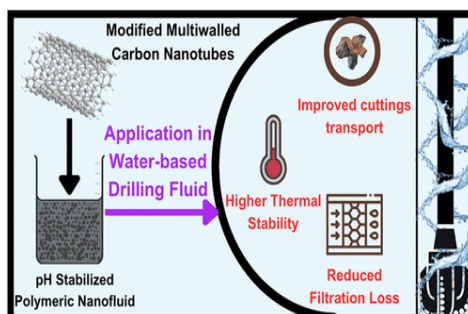 Modified Multiwalled
Carbon Nanotubes
Application in
Water-based
Drilling Fluid
pH Stabilized
Polymeric Nanofluid
Improved cuttings
transport
Higher Thermal
Stability
Reduced
Filtration Loss